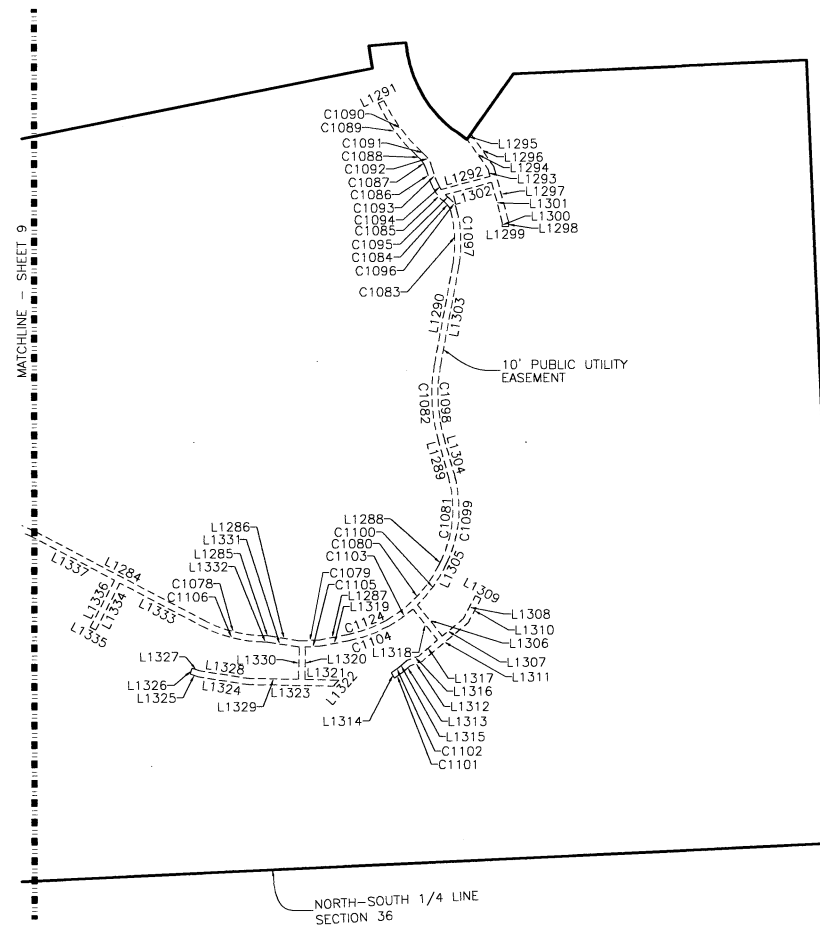 L1291
C1090
C1089
C1091
C1088
C1092
C1087
C1086
C1093
C1094
C1085
C1095
C1084
C1096
C1083
L1292
L1302
L1295
L1296
L1294
L1293
L1297
L1301
L1300
L1298
L1299
C1097
MATCHLINE - SHEET 9
L1290
L1303
10' PUBLIC UTILITY
EASEMENT
C1082
C1098
L1289
L1304
C1081
C1099
L1288
C1100
C1080
C1103
L1305
L1286
L1331
L1285
L1332
C1078
C1106
C1079
C1105
L1287
L1319
C1124
C1104
L1337
L1284
L1336
L1334
L1335
L1333
L1309
L1308
L1310
L1306
L1307
L1311
L1318
L1317
L1316
L1312
L1313
L1315
C1102
C1101
L1314
L1330
L1320
L1321
L1322
L1323
L1327
L1328
L1326
L1325
L1324
L1329
NORTH-SOUTH 1/4 LINE
SECTION 36